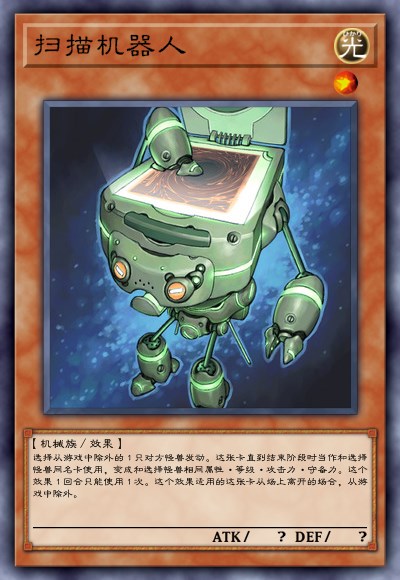 扫描机器人
ひかり
光
【机械族／效果】
选择从游戏中除外的1只对方怪兽发动。这张卡直到结束阶段时当作和选择
怪兽同名卡使用，变成和选择怪兽相同属性·等级·攻击力·守备力。这个
效果1回合只能使用1次。这个效果适用的这张卡从场上离开的场合，从游
戏中除外。
ATK/ ? DEF/ ?